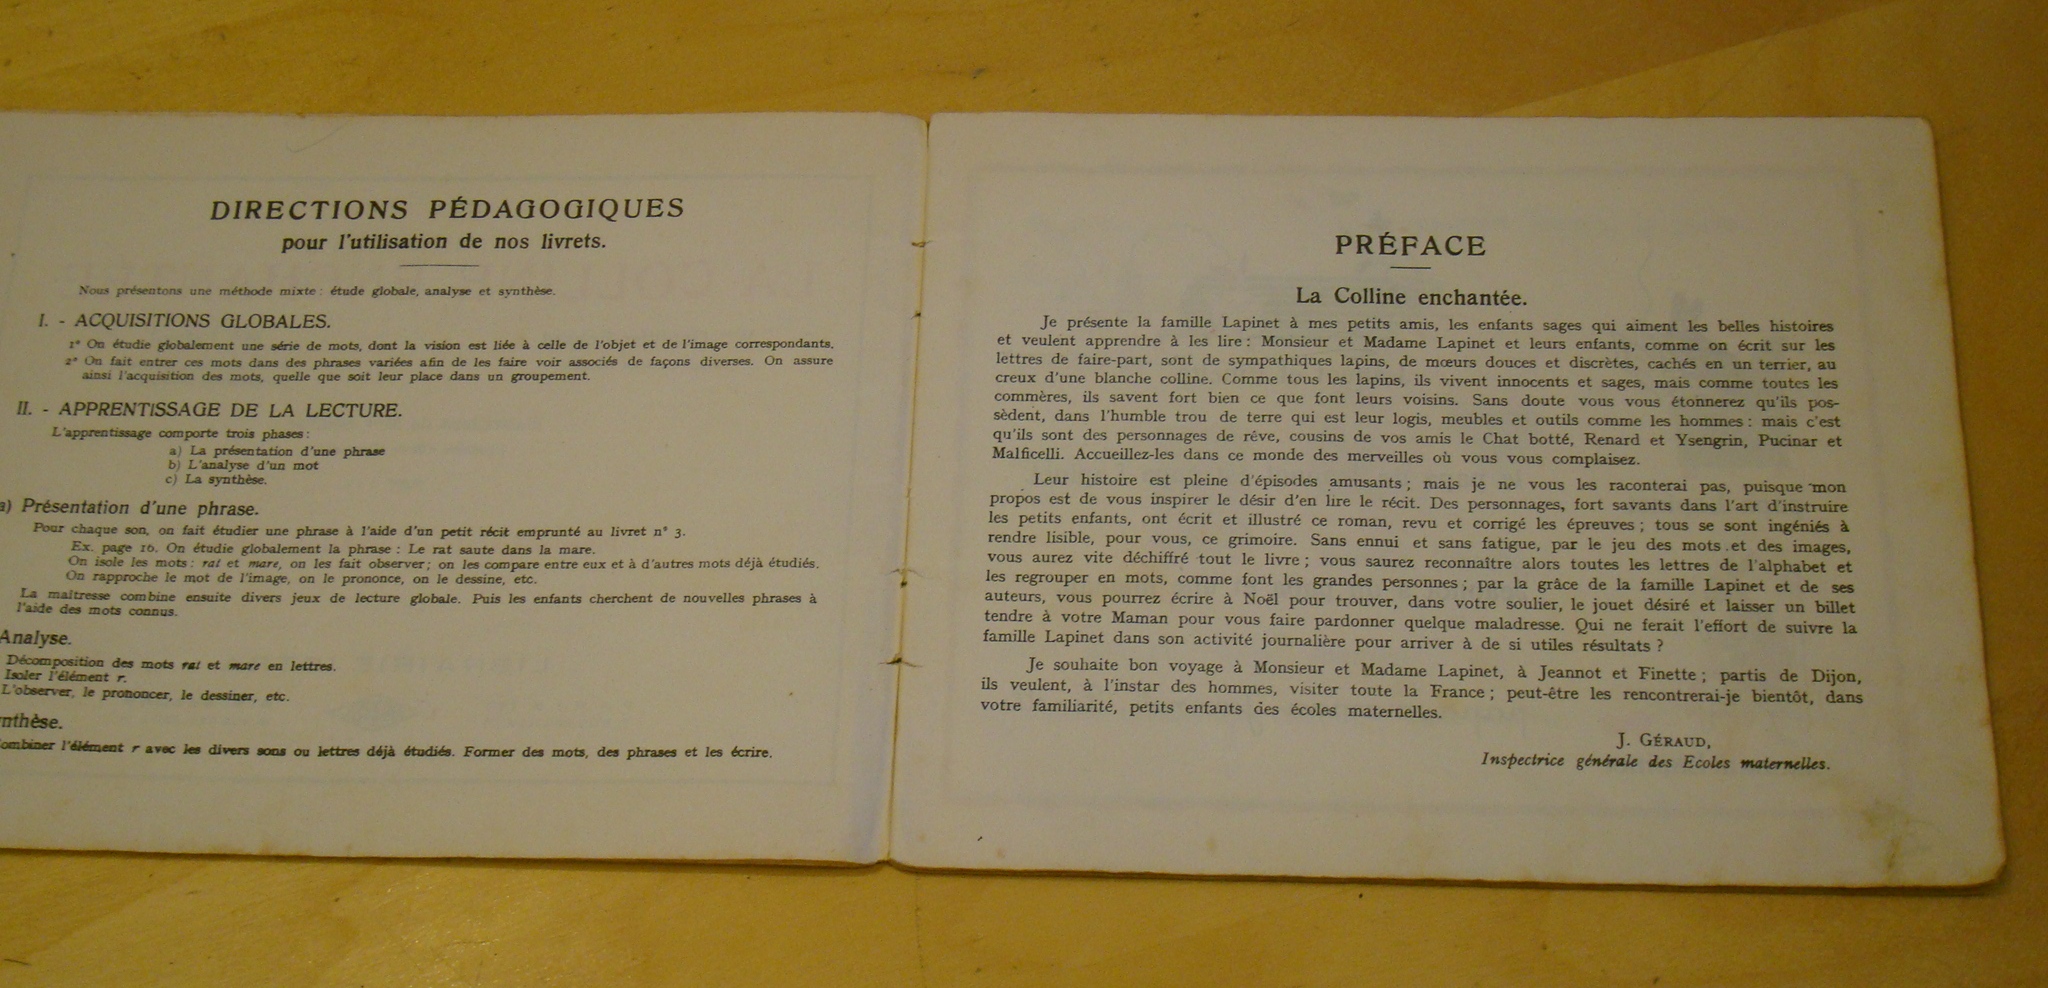 DIRECTIONS PÉDAGOGIQUES
pour l'utilisation de nos livrets.
Nous présentons une méthode mixte : étude globale, analyse et synthèse.
I. - ACQUISITIONS GLOBALES.
1° On étudie globalement une série de mots, dont la vision est liée à celle de l'objet et de l'image correspondants.
2° On fait entrer ces mots dans des phrases variées afin de les faire voir associés de façons diverses. On assure
ainsi l'acquisition des mots, quelle que soit leur place dans un groupement.
II. - APPRENTISSAGE DE LA LECTURE.
L'apprentissage comporte trois phases :
a) La présentation d'une phrase
b) L'analyse d'un mot
c) La synthèse.
a) Présentation d'une phrase.
Pour chaque son, on fait étudier une phrase à l'aide d'un petit récit emprunté au livret n° 3.
Ex. page 16. On étudie globalement la phrase : Le rat saute dans la mare.
On isole les mots : rat et mare, on les fait observer ; on les compare entre eux et à d'autres mots déjà étudiés.
On rapproche le mot de l'image, on le prononce, on le dessine, etc.
La maîtresse combine ensuite divers jeux de lecture globale. Puis les enfants cherchent de nouvelles phrases à
l'aide des mots connus.
Analyse.
Décomposition des mots rat et mare en lettres.
Isoler l'élément r.
L'observer, le prononcer, le dessiner, etc.
nthèse.
ombiner l'élément r avec les divers sons ou lettres déjà étudiés. Former des mots, des phrases et les écrire.
PRÉFACE
La Colline enchantée.
Je présente la famille Lapinet à mes petits amis, les enfants sages qui aiment les belles histoires
et veulent apprendre à les lire : Monsieur et Madame Lapinet et leurs enfants, comme on écrit sur les
lettres de faire-part, sont de sympathiques lapins, de mœurs douces et discrètes, cachés en un terrier, au
creux d'une blanche colline. Comme tous les lapins, ils vivent innocents et sages, mais comme toutes les
commères, ils savent fort bien ce que font leurs voisins. Sans doute vous vous étonnerez qu'ils pos-
sèdent, dans l'humble trou de terre qui est leur logis, meubles et outils comme les hommes : mais c'est
qu'ils sont des personnages de rêve, cousins de vos amis le Chat botté, Renard et Ysengrin, Pucinar et
Malficelli. Accueillez-les dans ce monde des merveilles où vous vous complaisez.
Leur histoire est pleine d'épisodes amusants ; mais je ne vous les raconterai pas, puisque mon
propos est de vous inspirer le désir d'en lire le récit. Des personnages, fort savants dans l'art d'instruire
les petits enfants, ont écrit et illustré ce roman, revu et corrigé les épreuves ; tous se sont ingéniés à
rendre lisible, pour vous, ce grimoire. Sans ennui et sans fatigue, par le jeu des mots et des images,
vous aurez vite déchiffré tout le livre ; vous saurez reconnaître alors toutes les lettres de l'alphabet et
les regrouper en mots, comme font les grandes personnes ; par la grâce de la famille Lapinet et de ses
auteurs, vous pourrez écrire à Noël pour trouver, dans votre soulier, le jouet désiré et laisser un billet
tendre à votre Maman pour vous faire pardonner quelque maladresse. Qui ne ferait l'effort de suivre la
famille Lapinet dans son activité journalière pour arriver à de si utiles résultats ?
Je souhaite bon voyage à Monsieur et Madame Lapinet, à Jeannot et Finette ; partis de Dijon,
ils veulent, à l'instar des hommes, visiter toute la France ; peut-être les rencontrerai-je bientôt, dans
votre familiarité, petits enfants des écoles maternelles.
J. GÉRAUD,
Inspectrice générale des Ecoles maternelles.